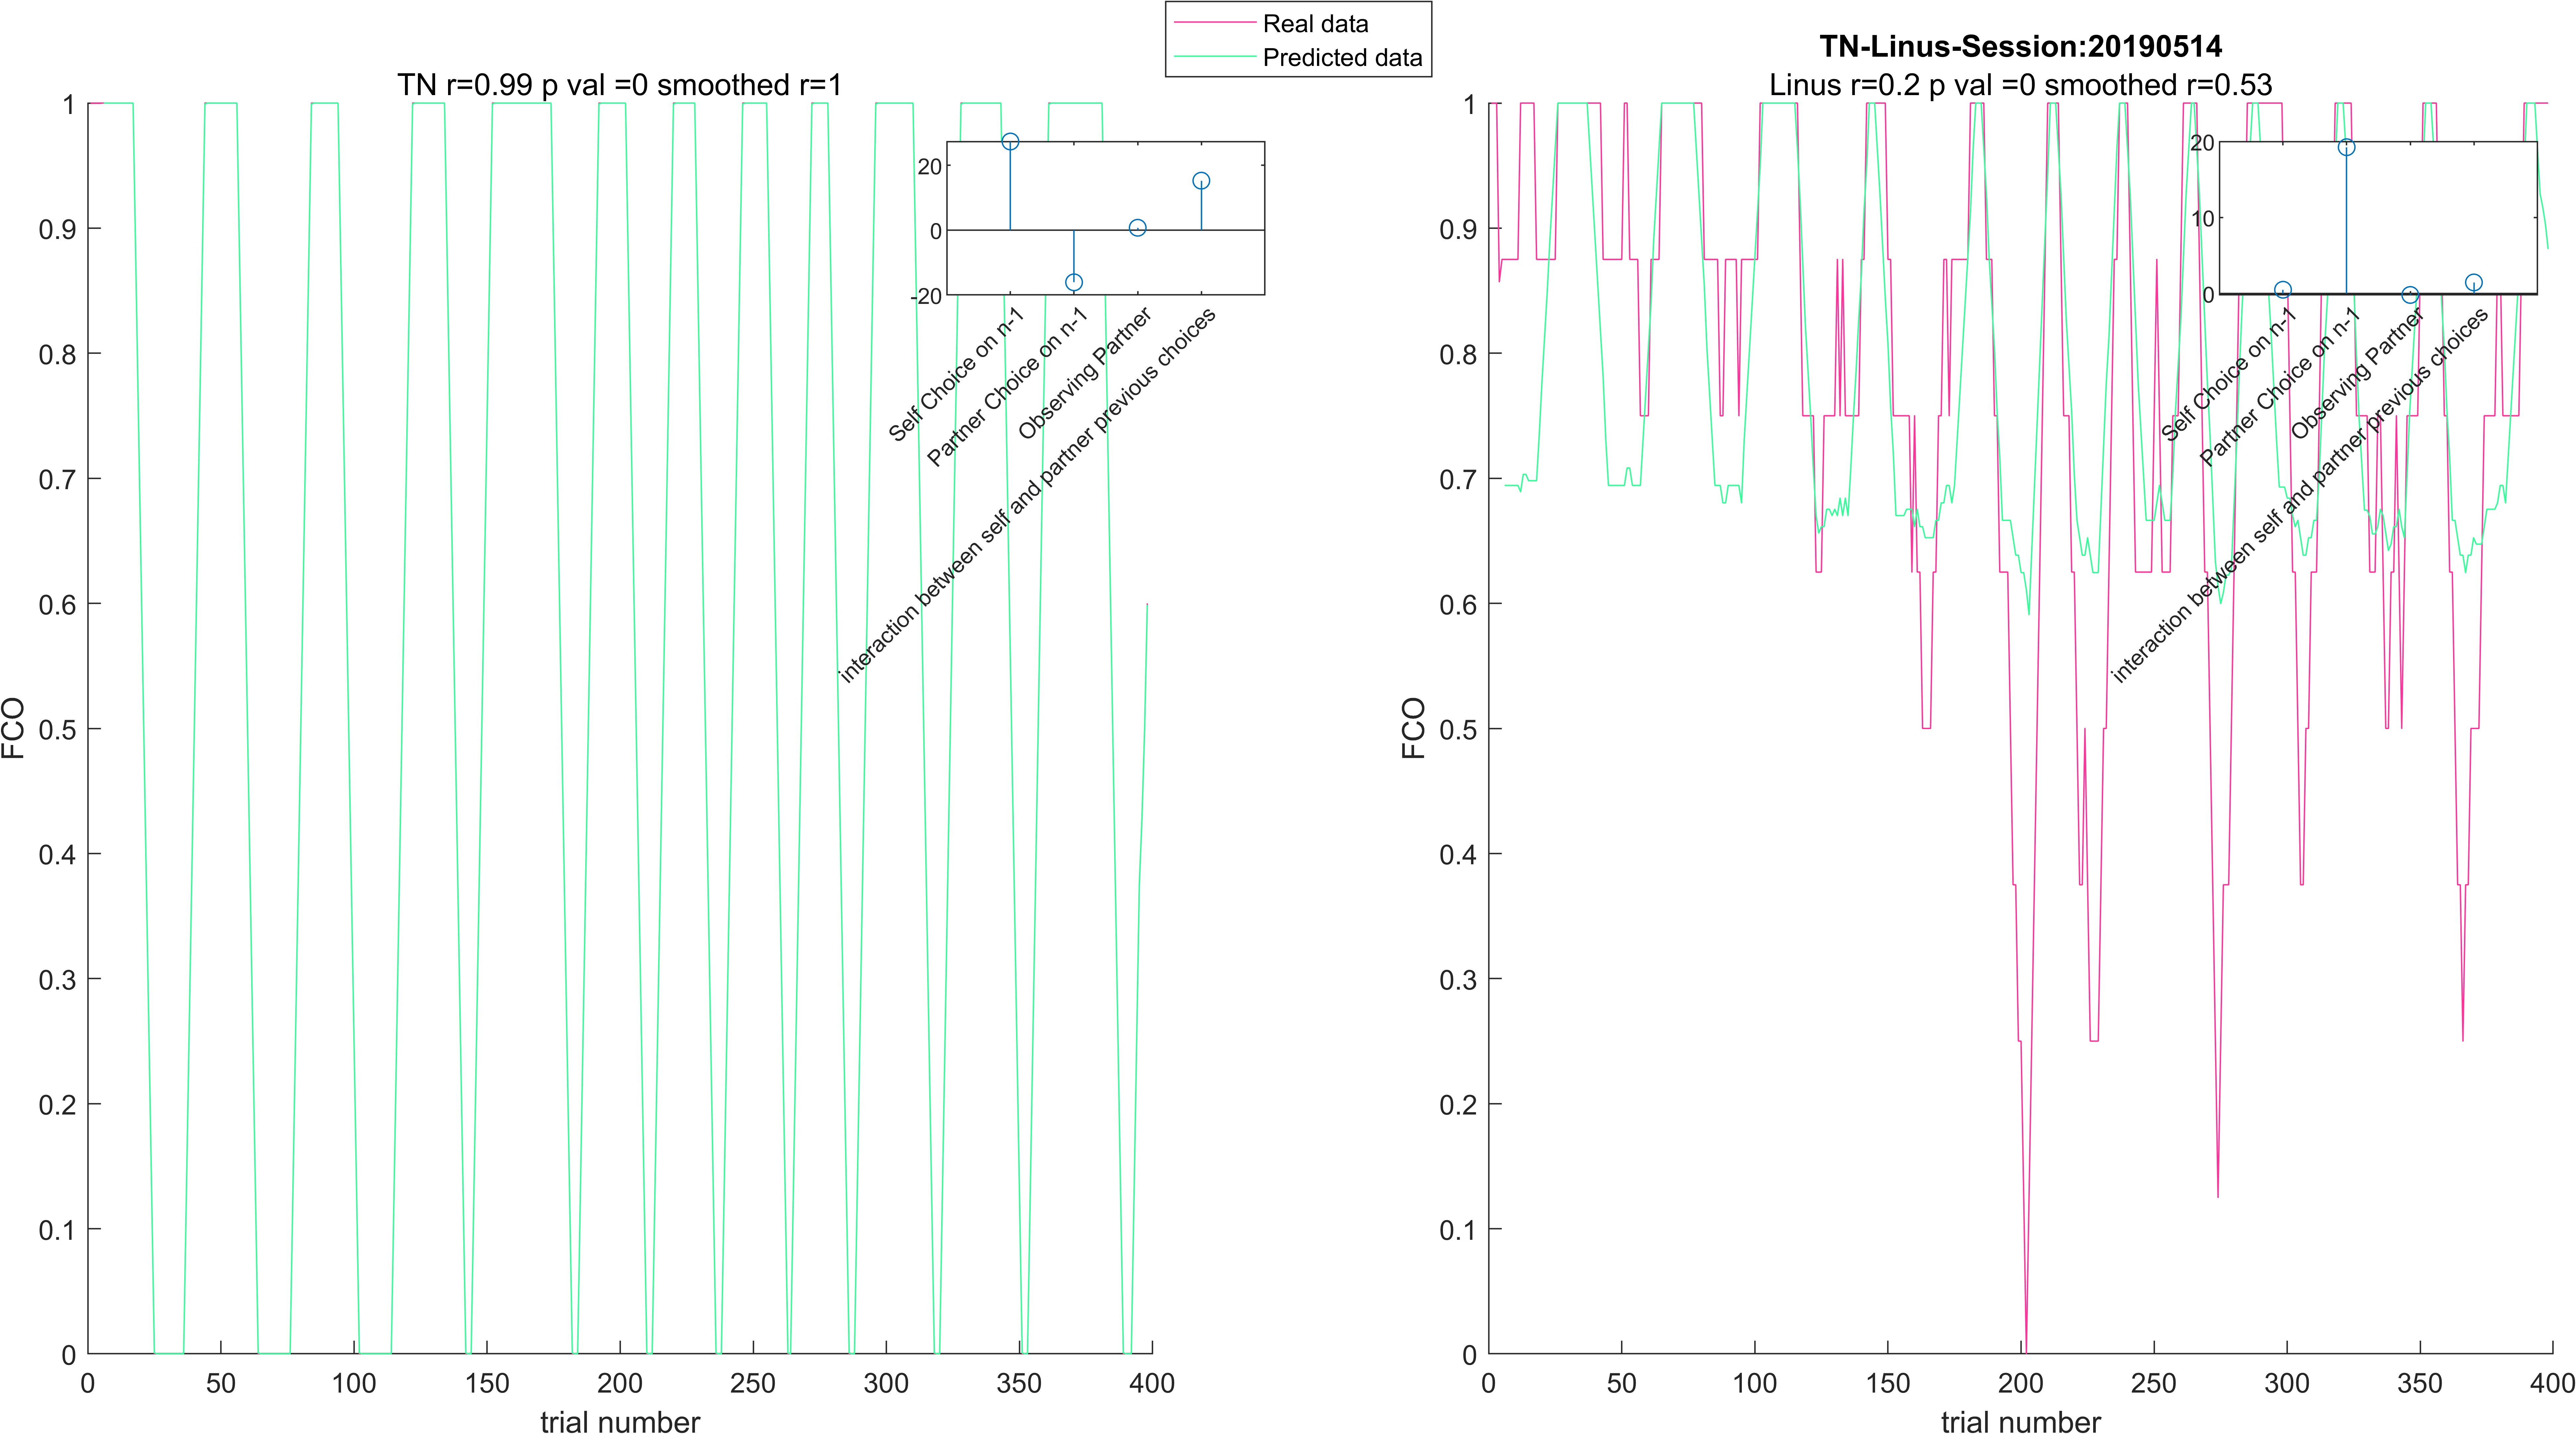 Real data
Predicted data
TN r=0.99 p val =0 smoothed r=1
1
0.9
0.8
0.7
0.6
0.5
0.4
0.3
0.2
0.1
0
FCO
0
50
100
150
200
250
300
350
400
trial number
20
0
-20
Self Choice on n-1
Partner Choice on n-1
Observing Partner
interaction between self and partner previous choices
TN-Linus-Session:20190514
Linus r=0.2 p val =0 smoothed r=0.53
1
0.9
0.8
0.7
0.6
0.5
0.4
0.3
0.2
0.1
0
FCO
0
50
100
150
200
250
300
350
400
trial number
20
10
0
Self Choice on n-1
Partner Choice on n-1
Observing Partner
interaction between self and partner previous choices